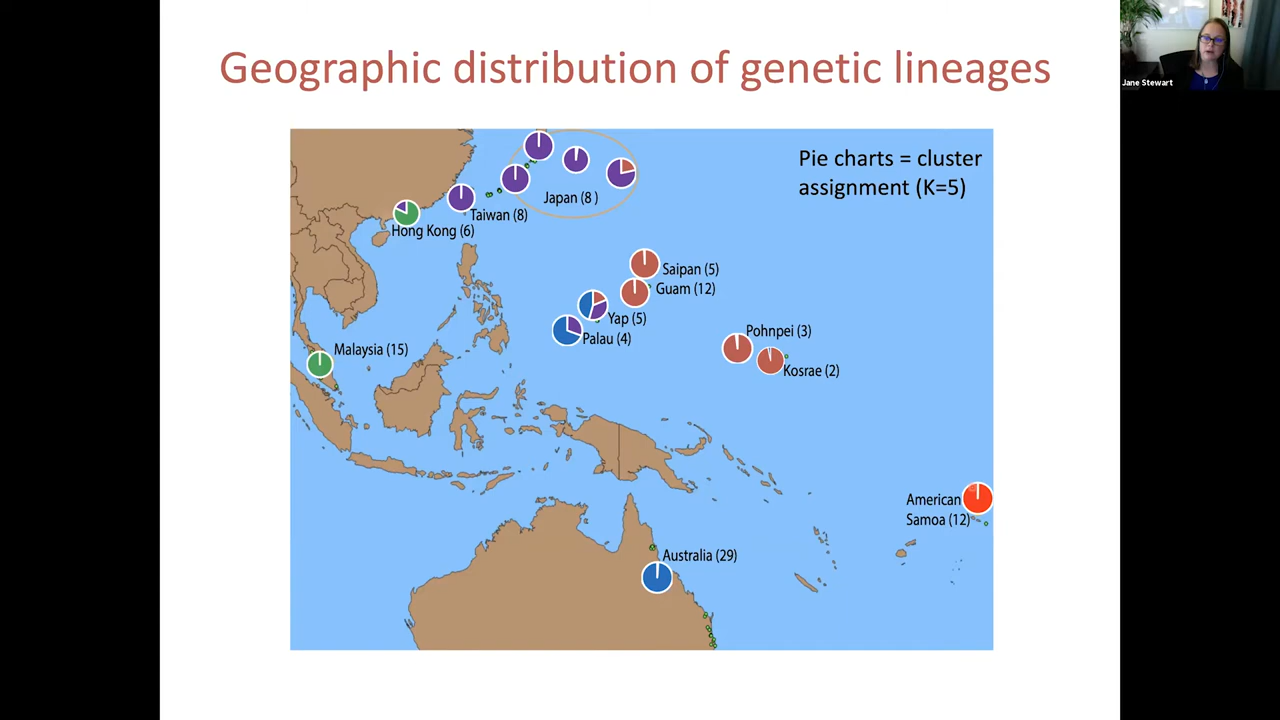 Geographic distribution of genetic lineages
Jane Stewart
Pie charts = cluster
assignment (K=5)
Japan (8 )
Taiwan (8)
Hong Kong (6)
Saipan (5)
Guam (12)
Yap (5)
Palau (4)
Pohnpei (3)
Kosrae (2)
Malaysia (15)
American
Samoa (12)
Australia (29)